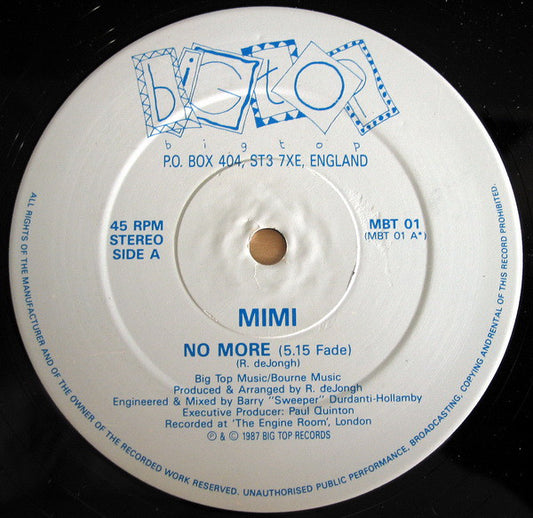 big top
bigtop
P.O. BOX 404, ST3 7XE, ENGLAND
45 RPM
STEREO
SIDE A
MBT 01
(MBT 01 A*)
MIMI
NO MORE (5.15 Fade)
(R. deJongh)
Big Top Music/Bourne Music
Produced & Arranged by R. deJongh
Engineered & Mixed by Barry "Sweeper" Durdanti-Hollamby
Executive Producer: Paul Quinton
Recorded at 'The Engine Room', London
℗ & © 1987 BIG TOP RECORDS
ALL RIGHTS OF THE MANUFACTURER AND OF THE OWNER OF THE RECORDED WORK RESERVED. UNAUTHORISED PUBLIC PERFORMANCE, BROADCASTING, COPYING AND RENTAL OF THIS RECORD PROHIBITED.